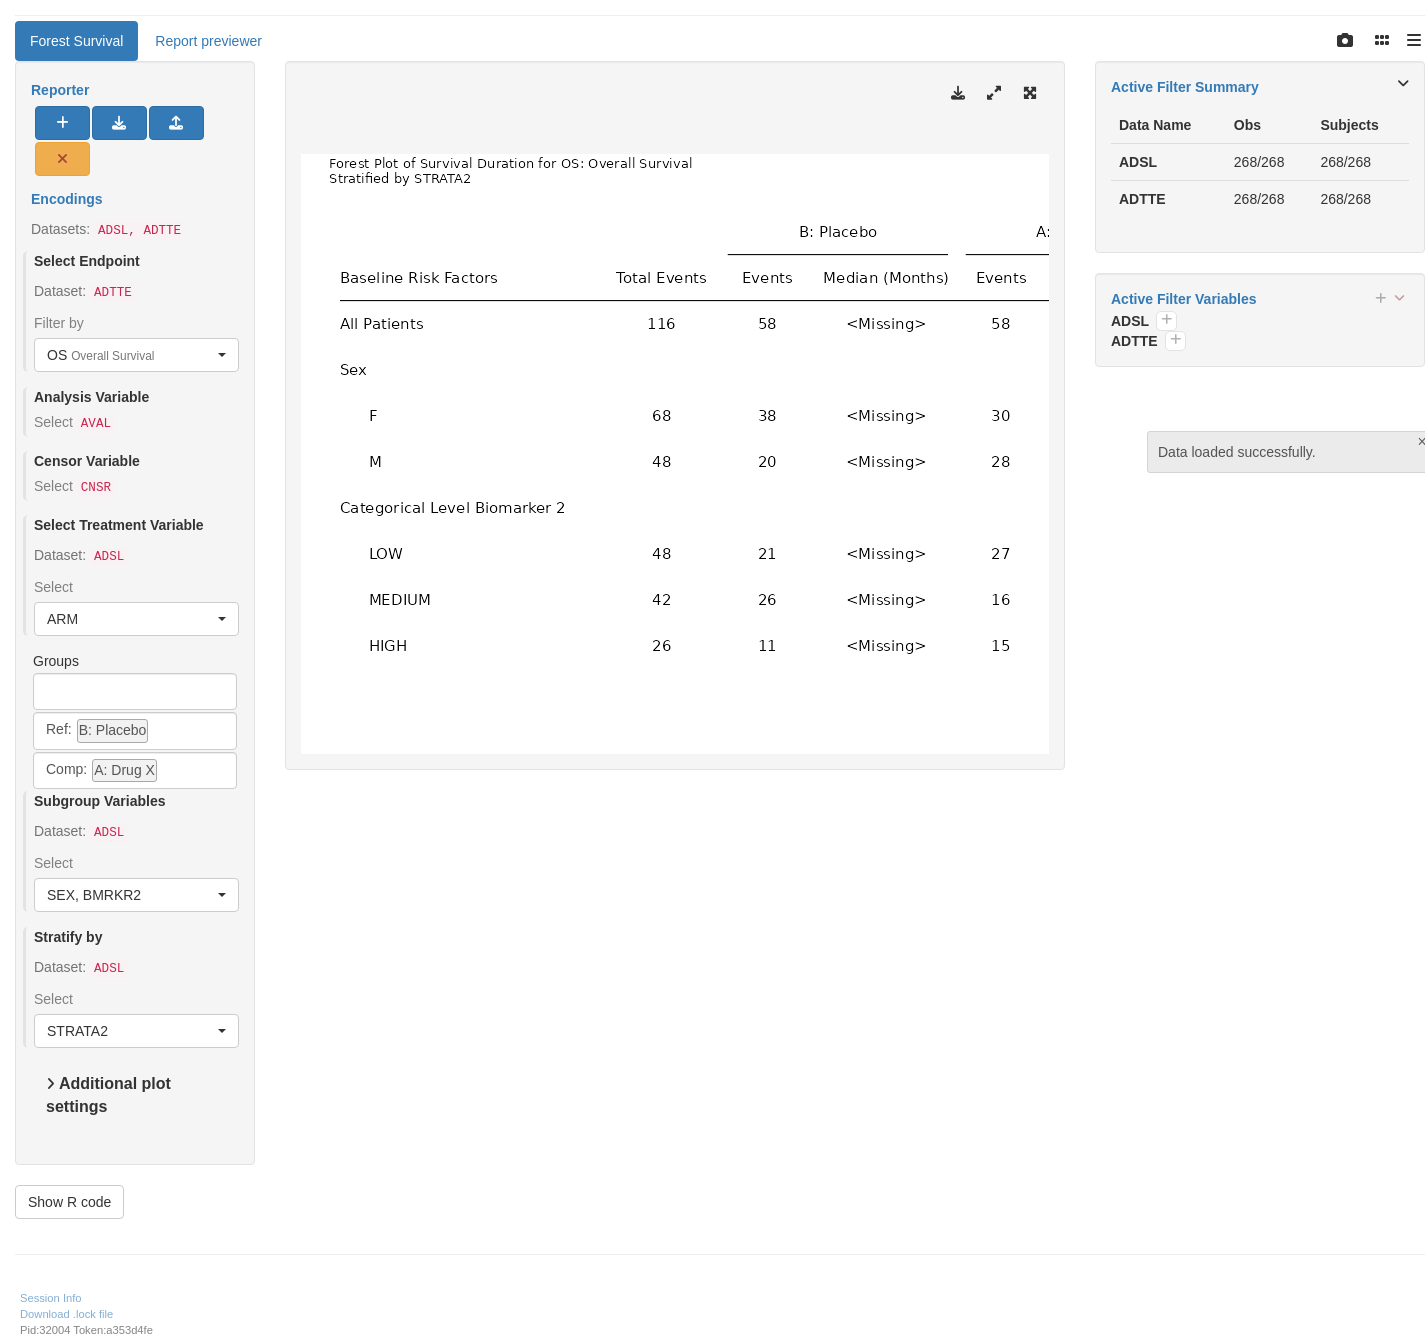 Forest Survival
Report previewer
Reporter
Encodings
Datasets: ADSL, ADTTE
Select Endpoint
Dataset: ADTTE
Filter by
OS Overall Survival
Analysis Variable
Select AVAL
Censor Variable
Select CNSR
Select Treatment Variable
Dataset: ADSL
Select
ARM
Groups
Ref: B: Placebo
Comp: A: Drug X
Subgroup Variables
Dataset: ADSL
Select
SEX, BMRKR2
Stratify by
Dataset: ADSL
Select
STRATA2
Additional plot
settings
Show R code
Forest Plot of Survival Duration for OS: Overall Survival
Stratified by STRATA2
B: Placebo A:
Baseline Risk Factors Total Events Events Median (Months) Events
All Patients 116 58 <Missing> 58
Sex
F 68 38 <Missing> 30
M 48 20 <Missing> 28
Categorical Level Biomarker 2
LOW 48 21 <Missing> 27
MEDIUM 42 26 <Missing> 16
HIGH 26 11 <Missing> 15
Active Filter Summary
Data Name Obs Subjects
ADSL 268/268 268/268
ADTTE 268/268 268/268
Active Filter Variables
ADSL
ADTTE
Data loaded successfully.
Session Info
Download .lock file
Pid:32004 Token:a353d4fe